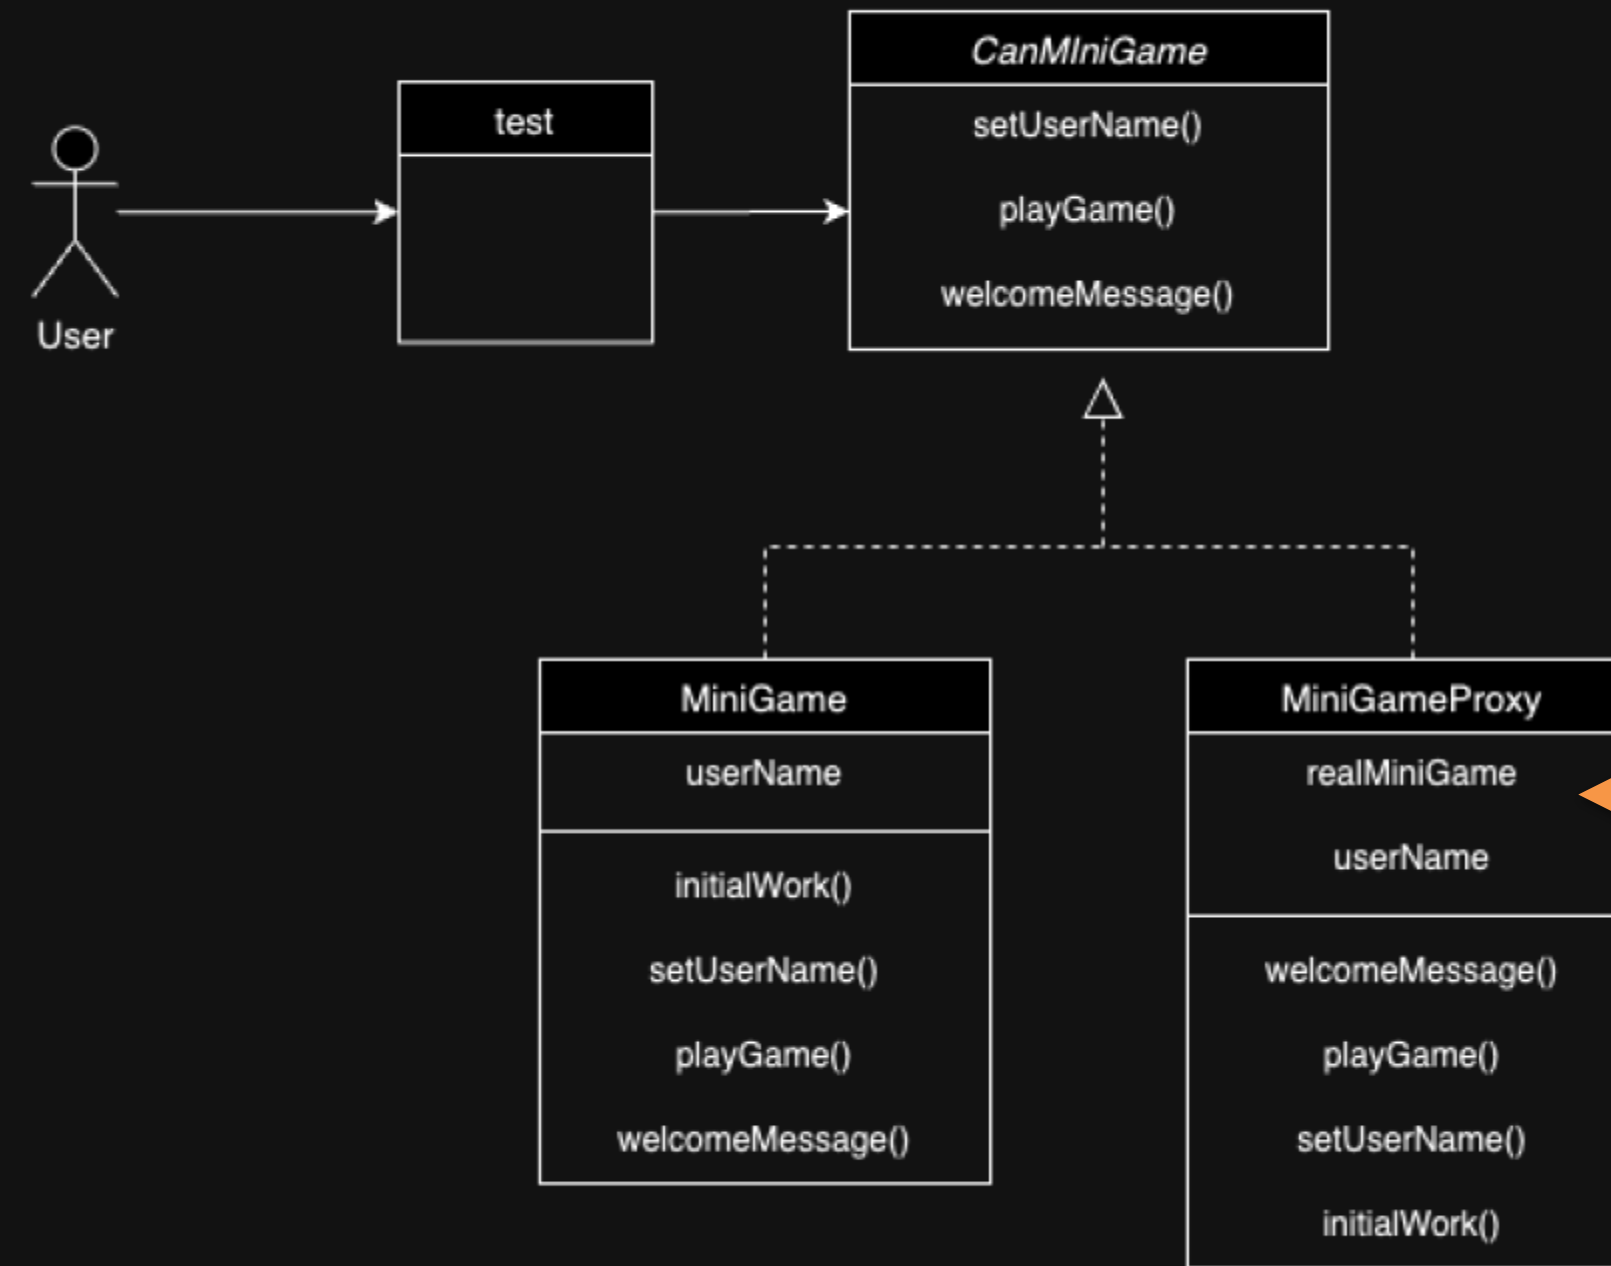 User
test
CanMIniGame
setUserName()
playGame()
welcomeMessage()
MiniGame
userName
initialWork()
setUserName()
playGame()
welcomeMessage()
MiniGameProxy
realMiniGame
userName
welcomeMessage()
playGame()
setUserName()
initialWork()